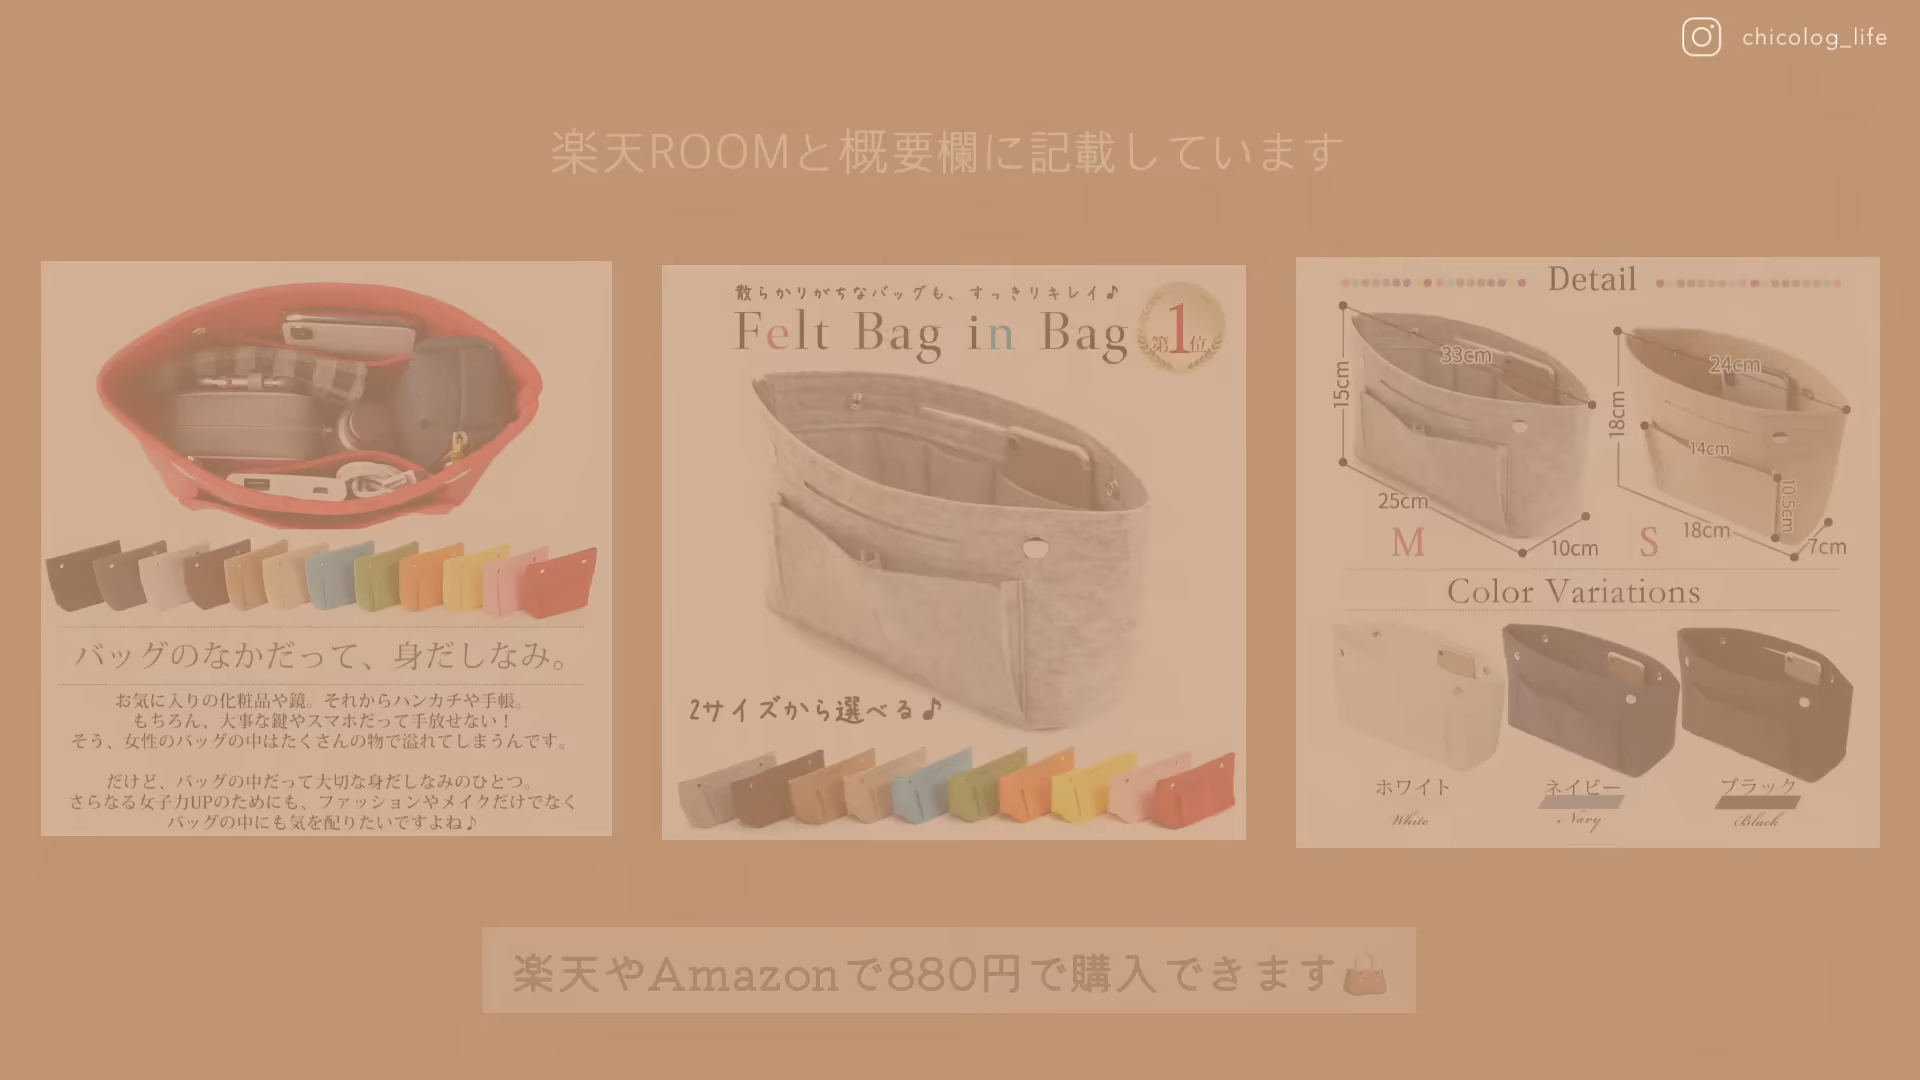 chicolog_life
楽天ROOMと概要欄に記載しています
バッグのなかだって、身だしなみ。
お気に入りの化粧品や鏡。それからハンカチや手帳。
もちろん、大事な鍵やスマホだって手放せない！
そう、女性のバッグの中はたくさんの物で溢れてしまうんです。
だけど、バッグの中だって大切な身だしなみのひとつ。
さらなる女子力UPのためにも、ファッションやメイクだけでなく
バッグの中にも気を配りたいですよね♪
散らかりがちなバッグも、すっきりキレイ♪
Felt Bag in Bag
第1位
2サイズから選べる♪
Detail
15cm
33cm
25cm
10cm
M
18cm
24cm
14cm
10.5cm
18cm
7cm
S
Color Variations
ホワイト
White
ネイビー
Navy
ブラック
Black
楽天やAmazonで880円で購入できます👜